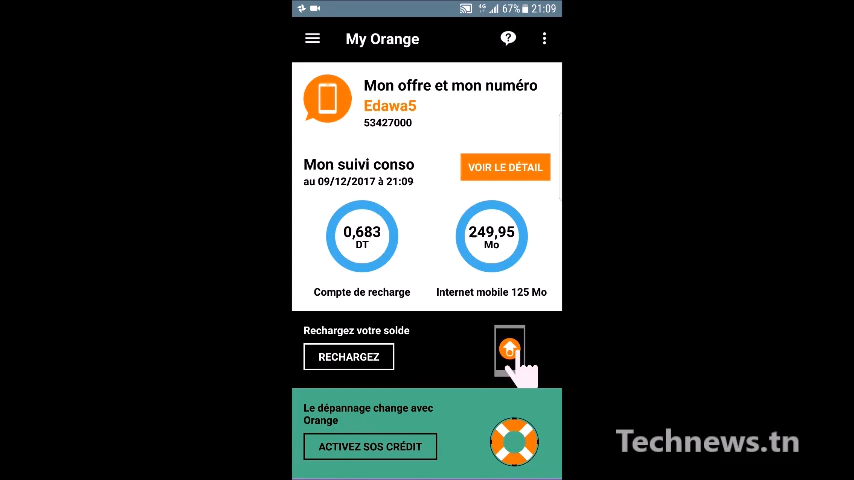 4G 67% 21:09
My Orange
?
Mon offre et mon numéro
Edawa5
53427000
Mon suivi conso
au 09/12/2017 à 21:09
VOIR LE DÉTAIL
0,683
DT
249,95
Mo
Compte de recharge
Internet mobile 125 Mo
Rechargez votre solde
RECHARGEZ
Le dépannage change avec
Orange
ACTIVEZ SOS CRÉDIT
Technews.tn